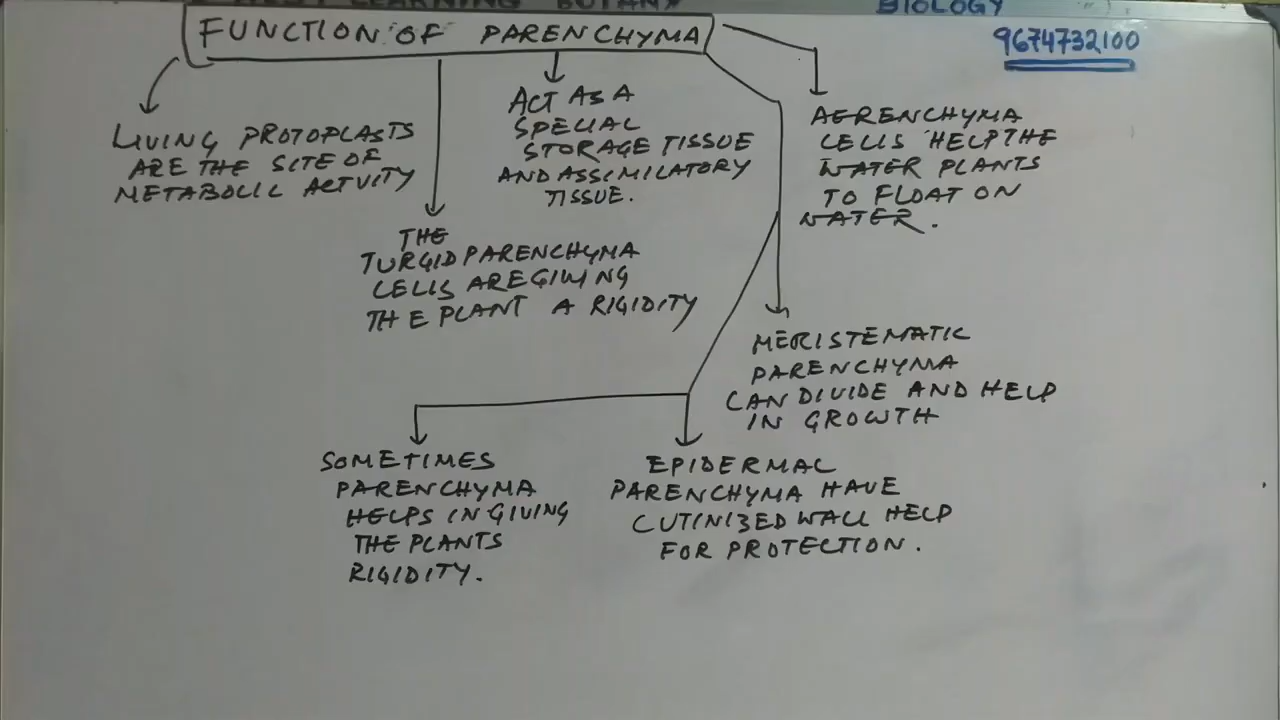 LEARNING BOTANY
BIOLOGY
FUNCTION OF PARENCHYMA
9674732100
LIVING PROTOPLASTS
ARE THE SITE OF
METABOLIC ACTVITY
THE
TURGID PARENCHYMA
CELLS ARE GIVING
THE PLANT A RIGIDITY
ACT AS A
SPECIAL
STORAGE TISSUE
AND ASSIMILATORY
TISSUE.
AERENCHYMA
CELLS HELP THE
WATER PLANTS
TO FLOAT ON
WATER.
MERISTEMATIC
PARENCHYMA
CAN DIVIDE AND HELP
IN GROWTH
SOMETIMES
PARENCHYMA
HELPS IN GIVING
THE PLANTS
RIGIDITY.
EPIDERMAL
PARENCHYMA HAVE
CUTINIZED WALL HELP
FOR PROTECTION.